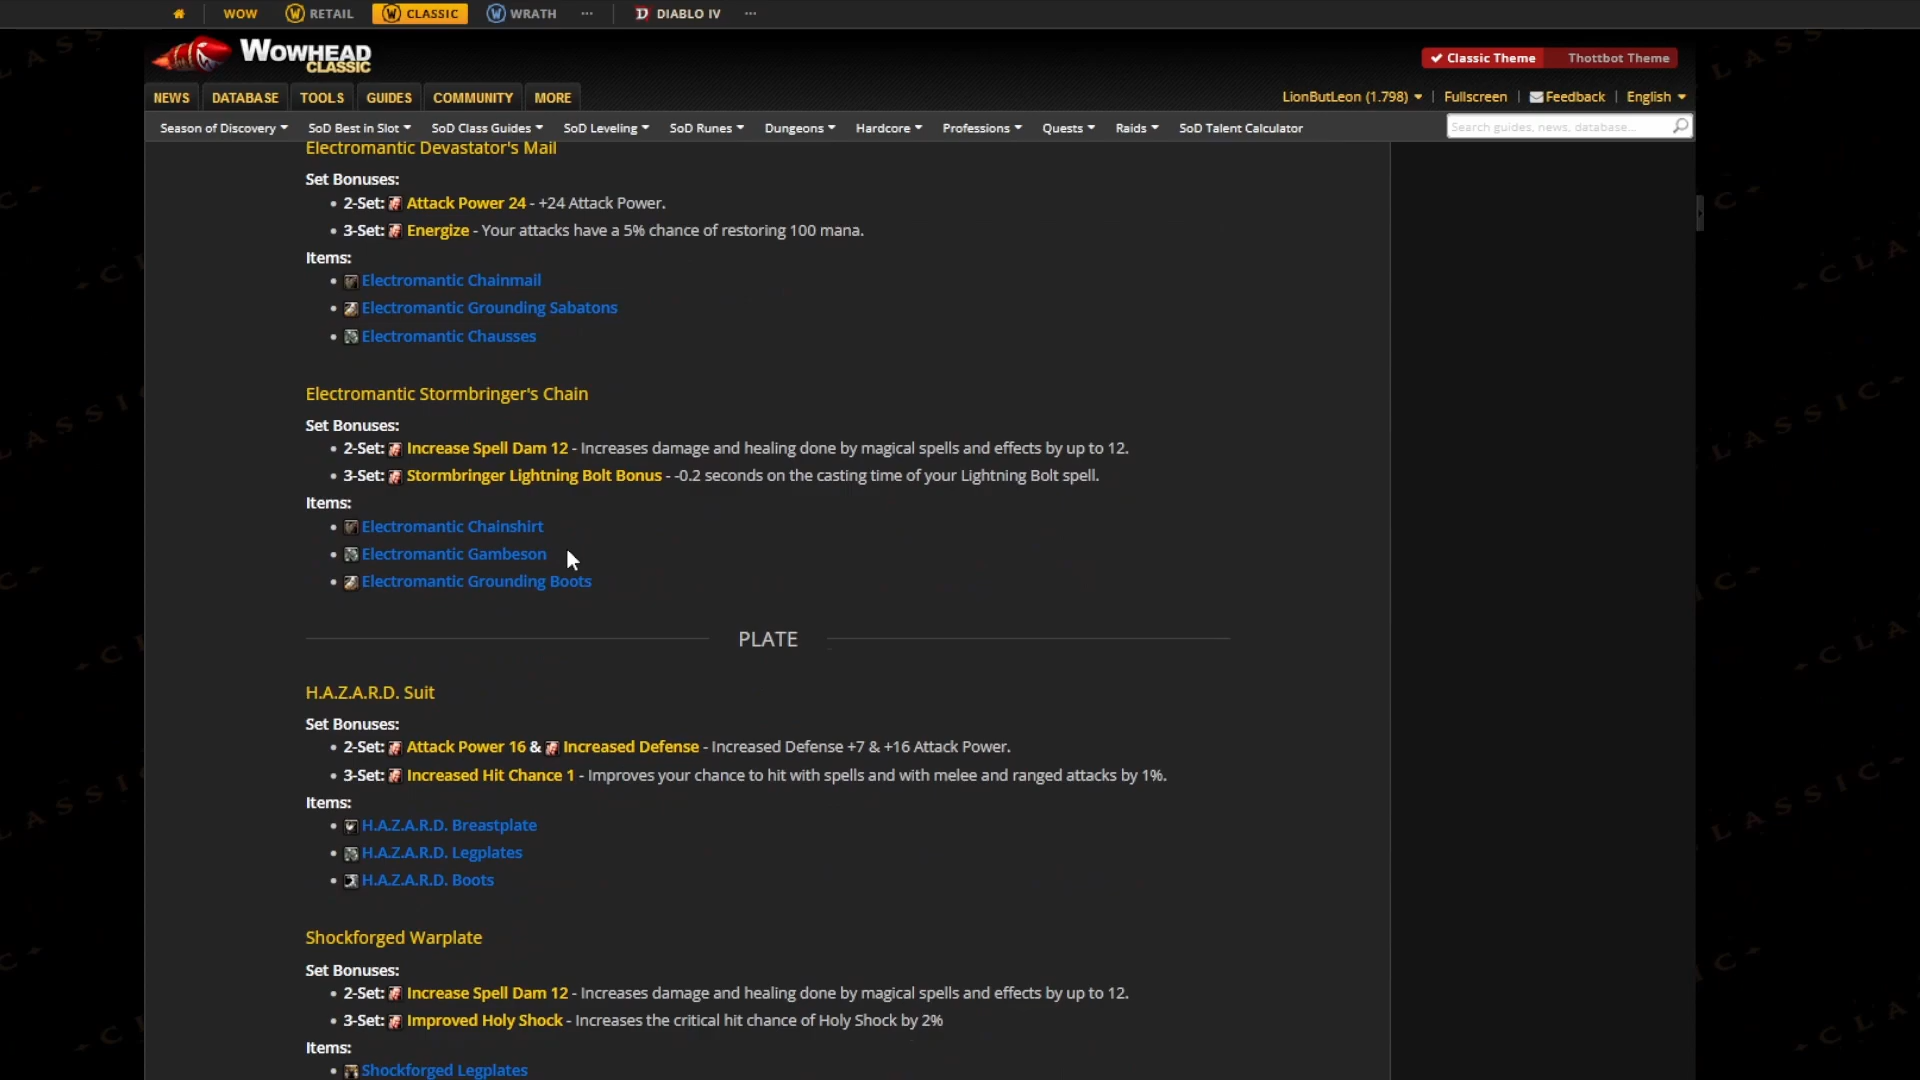 WOW RETAIL CLASSIC WRATH ... DIABLO IV ...
WOWHEAD
CLASSIC
Classic Theme Thottbot Theme
NEWS DATABASE TOOLS GUIDES COMMUNITY MORE
LionButLeon (1.798) | Fullscreen | Feedback | English
Season of Discovery SoD Best in Slot SoD Class Guides SoD Leveling SoD Runes Dungeons Hardcore Professions Quests Raids SoD Talent Calculator
Search guides, news, database...
Electromantic Devastator's Mail
Set Bonuses:
• 2-Set: Attack Power 24 - +24 Attack Power.
• 3-Set: Energize - Your attacks have a 5% chance of restoring 100 mana.
Items:
• Electromantic Chainmail
• Electromantic Grounding Sabatons
• Electromantic Chausses
Electromantic Stormbringer's Chain
Set Bonuses:
• 2-Set: Increase Spell Dam 12 - Increases damage and healing done by magical spells and effects by up to 12.
• 3-Set: Stormbringer Lightning Bolt Bonus - -0.2 seconds on the casting time of your Lightning Bolt spell.
Items:
• Electromantic Chainshirt
• Electromantic Gambeson
• Electromantic Grounding Boots
PLATE
H.A.Z.A.R.D. Suit
Set Bonuses:
• 2-Set: Attack Power 16 & Increased Defense - Increased Defense +7 & +16 Attack Power.
• 3-Set: Increased Hit Chance 1 - Improves your chance to hit with spells and with melee and ranged attacks by 1%.
Items:
• H.A.Z.A.R.D. Breastplate
• H.A.Z.A.R.D. Legplates
• H.A.Z.A.R.D. Boots
Shockforged Warplate
Set Bonuses:
• 2-Set: Increase Spell Dam 12 - Increases damage and healing done by magical spells and effects by up to 12.
• 3-Set: Improved Holy Shock - Increases the critical hit chance of Holy Shock by 2%
Items:
• Shockforged Legplates